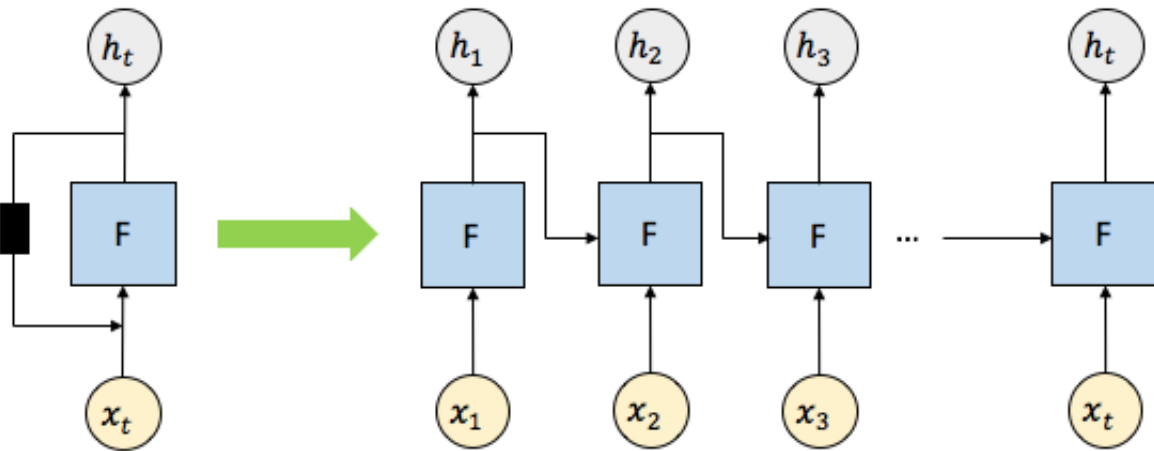 h_t h_1 h_2 h_3 h_t
F F F F ... F
x_t x_1 x_2 x_3 x_t